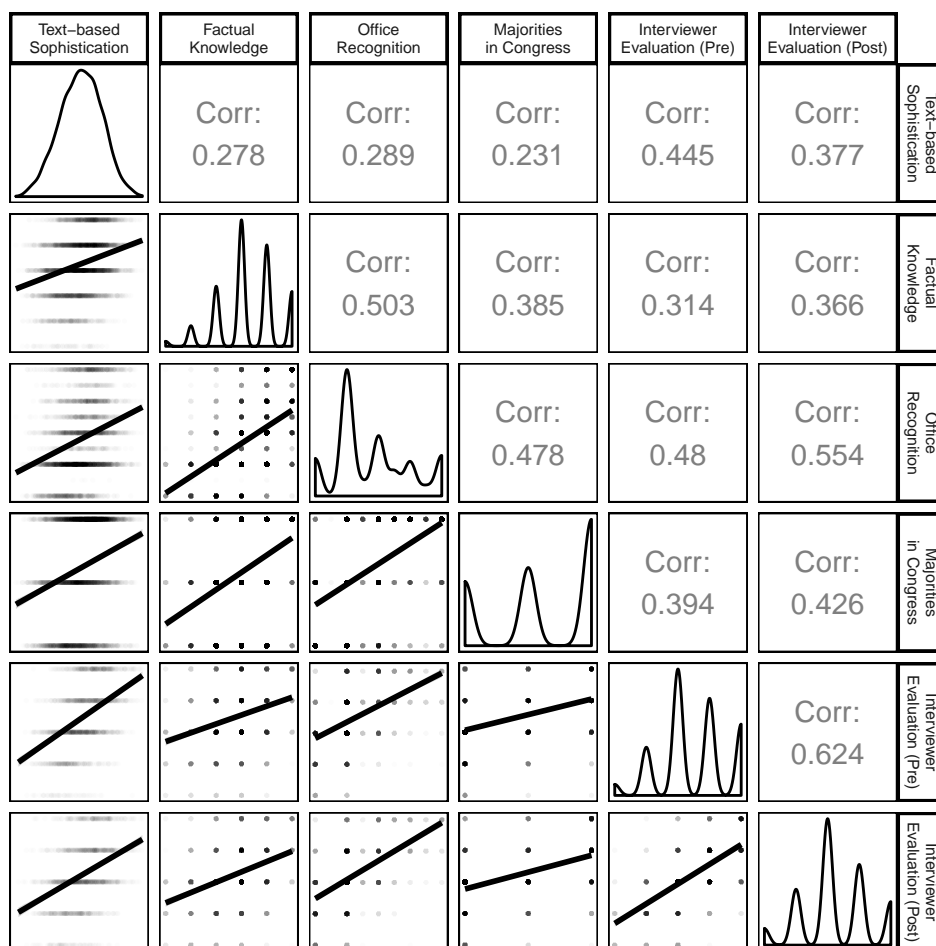 Text−based
Sophistication
Factual
Knowledge
Office
Recognition
Majorities
in Congress
Interviewer
Evaluation (Pre)
Interviewer
Evaluation (Post)
Corr:
0.278
Corr:
0.289
Corr:
0.231
Corr:
0.445
Corr:
0.377
Text−based
Sophistication
Corr:
0.503
Corr:
0.385
Corr:
0.314
Corr:
0.366
Factual
Knowledge
Corr:
0.478
Corr:
0.48
Corr:
0.554
Office
Recognition
Corr:
0.394
Corr:
0.426
Majorities
in Congress
Corr:
0.624
Interviewer
Evaluation (Pre)
Interviewer
Evaluation (Post)